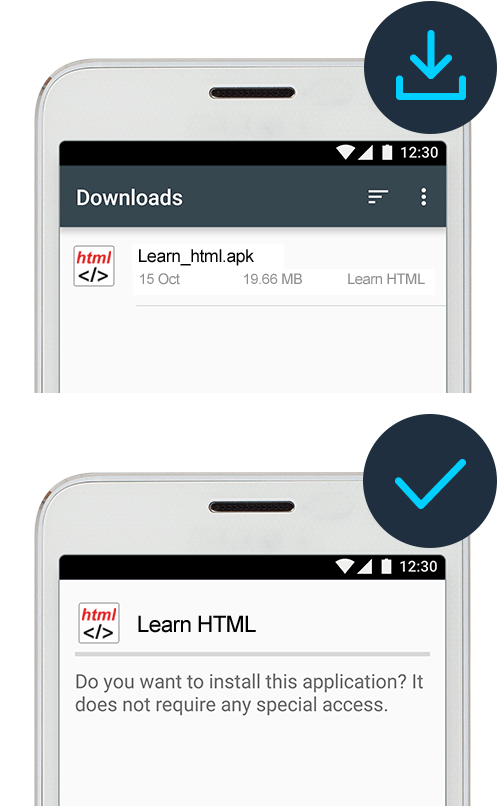 12:30
Downloads
html
</>
Learn_html.apk
15 Oct 19.66 MB Learn HTML
12:30
html
</>
Learn HTML
Do you want to install this application? It
does not require any special access.